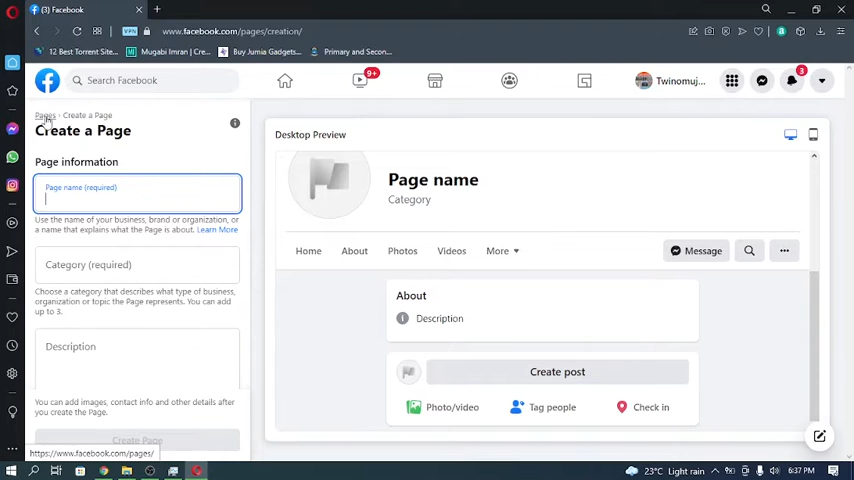 (3) Facebook
VPN
www.facebook.com/pages/creation/
12 Best Torrent Site...
Mugabi Imran | Cre...
Buy Jumia Gadgets...
Primary and Secon...
Search Facebook
9+
Twinomuj...
3
Pages › Create a Page
Create a Page
Page information
Page name (required)
Use the name of your business, brand or organization, or
a name that explains what the Page is about. Learn More
Category (required)
Choose a category that describes what type of business,
organization or topic the Page represents. You can add
up to 3.
Description
You can add images, contact info and other details after
you create the Page.
Create Page
https://www.facebook.com/pages/
Desktop Preview
Page name
Category
Home
About
Photos
Videos
More
Message
About
Description
Create post
Photo/video
Tag people
Check in
23°C Light rain
6:37 PM